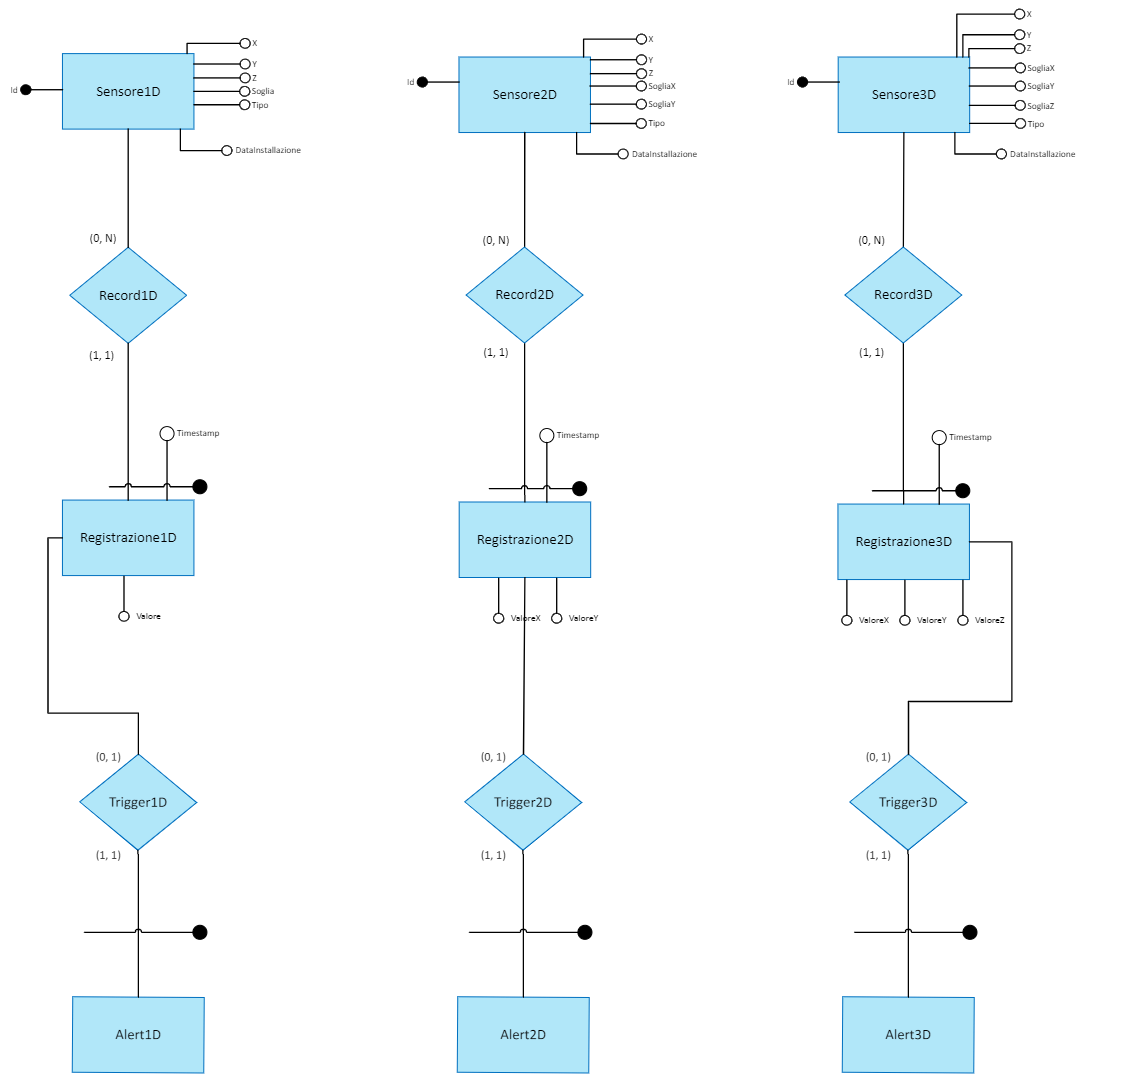 X
Y
Z
Soglia
Tipo
Id
Sensore1D
DataInstallazione
(0, N)
Record1D
(1, 1)
Timestamp
Registrazione1D
Valore
(0, 1)
Trigger1D
(1, 1)
Alert1D
X
Y
Z
SogliaX
SogliaY
Tipo
Id
Sensore2D
DataInstallazione
(0, N)
Record2D
(1, 1)
Timestamp
Registrazione2D
ValoreX
ValoreY
(0, 1)
Trigger2D
(1, 1)
Alert2D
X
Y
Z
SogliaX
SogliaY
SogliaZ
Tipo
Id
Sensore3D
DataInstallazione
(0, N)
Record3D
(1, 1)
Timestamp
Registrazione3D
ValoreX
ValoreY
ValoreZ
(0, 1)
Trigger3D
(1, 1)
Alert3D